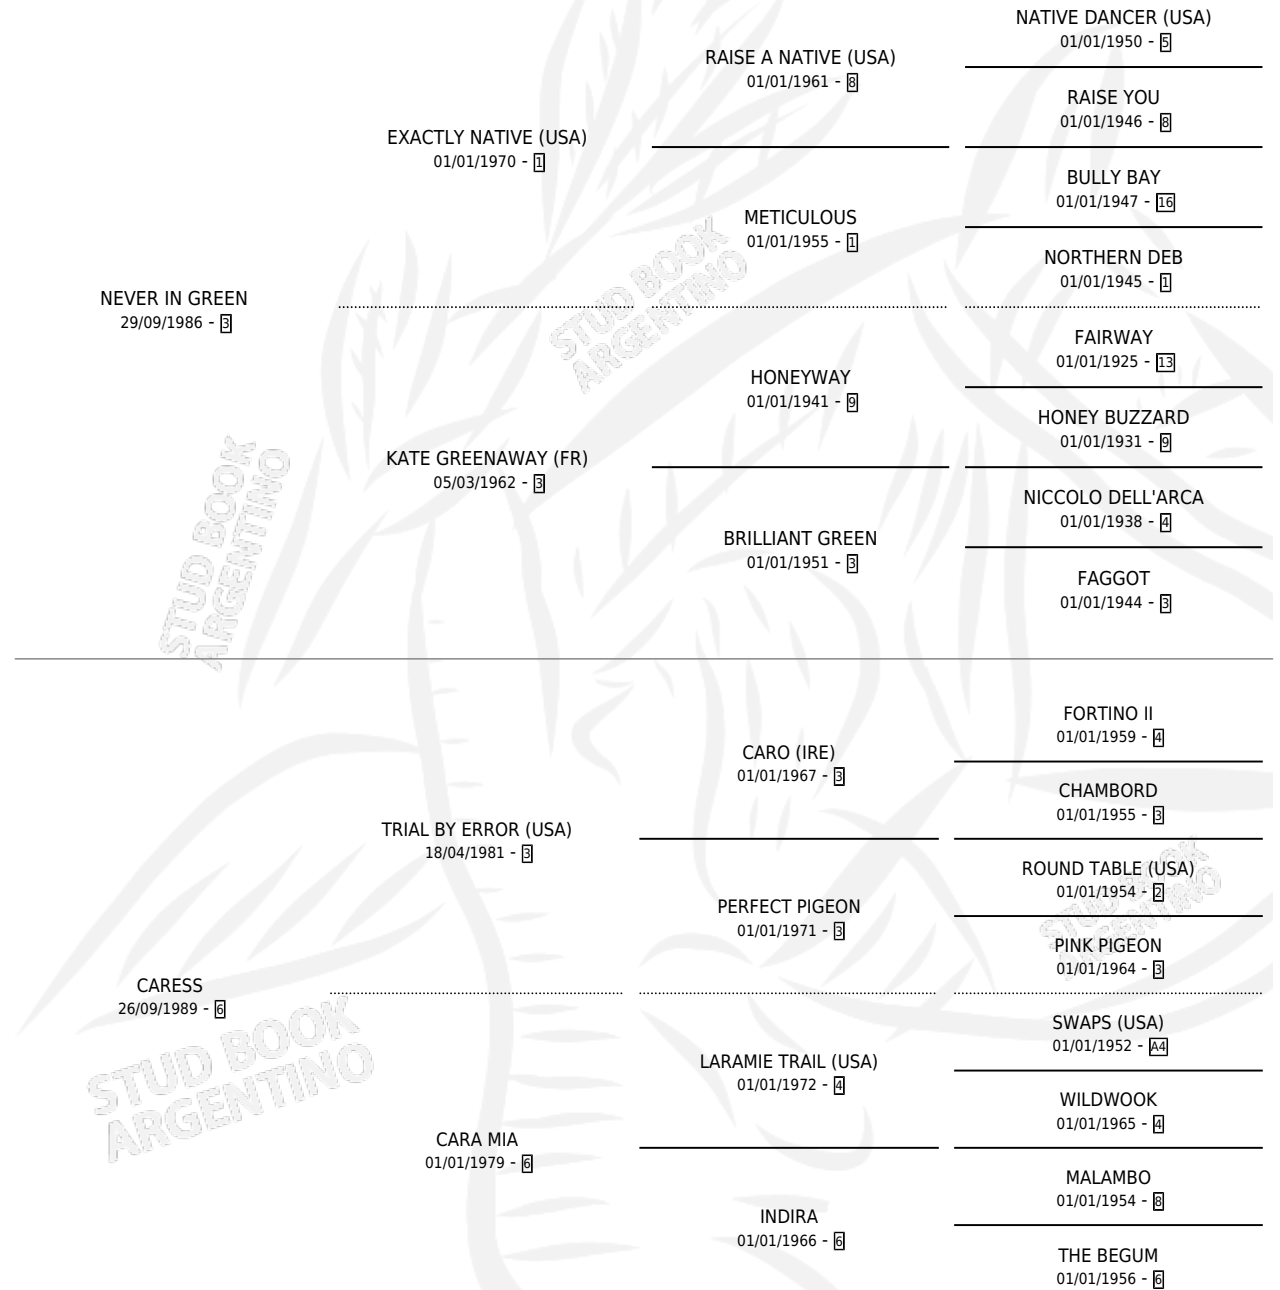 NATIVE DANCER (USA)
01/01/1950 - 5
RAISE A NATIVE (USA)
01/01/1961 - 8
RAISE YOU
01/01/1946 - 8
EXACTLY NATIVE (USA)
01/01/1970 - 1
BULLY BAY
01/01/1947 - 16
METICULOUS
01/01/1955 - 1
NORTHERN DEB
01/01/1945 - 1
NEVER IN GREEN
29/09/1986 - 3
FAIRWAY
01/01/1925 - 13
HONEYWAY
01/01/1941 - 9
HONEY BUZZARD
01/01/1931 - 9
KATE GREENAWAY (FR)
05/03/1962 - 3
NICCOLO DELL'ARCA
01/01/1938 - 4
BRILLIANT GREEN
01/01/1951 - 3
FAGGOT
01/01/1944 - 3
STUD BOOK
ARGENTINO
STUD BOOK
ARGENTINO
FORTINO II
01/01/1959 - 4
CARO (IRE)
01/01/1967 - 3
CHAMBORD
01/01/1955 - 3
TRIAL BY ERROR (USA)
18/04/1981 - 3
ROUND TABLE (USA)
01/01/1954 - 2
PERFECT PIGEON
01/01/1971 - 3
PINK PIGEON
01/01/1964 - 3
CARESS
26/09/1989 - 6
SWAPS (USA)
01/01/1952 - A4
LARAMIE TRAIL (USA)
01/01/1972 - 4
WILDWOOK
01/01/1965 - 4
CARA MIA
01/01/1979 - 6
MALAMBO
01/01/1954 - 8
INDIRA
01/01/1966 - 6
THE BEGUM
01/01/1956 - 6
STUD BOOK
ARGENTINO
STUD BOOK
ARGENTINO